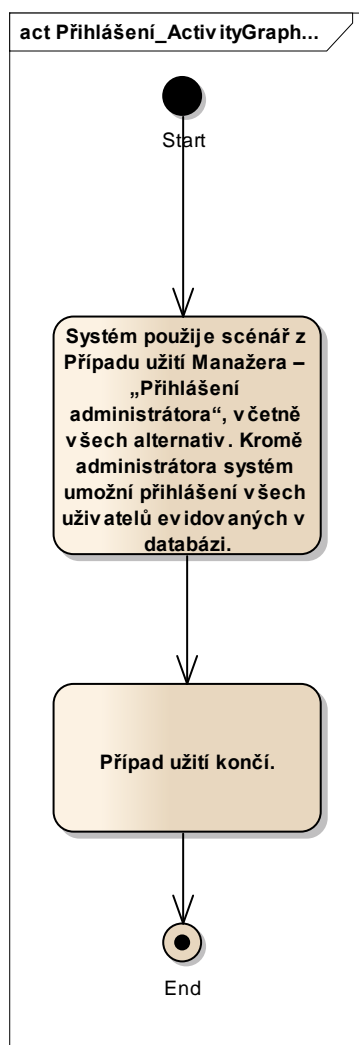 act Přihlášení_ActivityGraph...
Start
Systém použije scénář z
Případu užití Manažera –
„Přihlášení
administrátora“, včetně
všech alternativ. Kromě
administrátora systém
umožní přihlášení všech
uživatelů evidovaných v
databázi.
Případ užití končí.
End